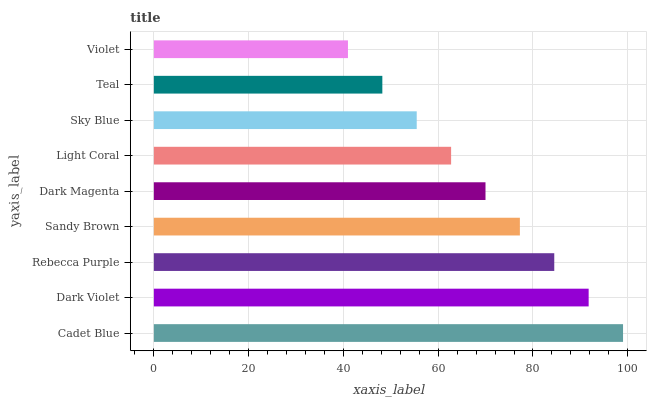 title
yaxis_label
Violet
Teal
Sky Blue
Light Coral
Dark Magenta
Sandy Brown
Rebecca Purple
Dark Violet
Cadet Blue
0 20 40 60 80 100
xaxis_label